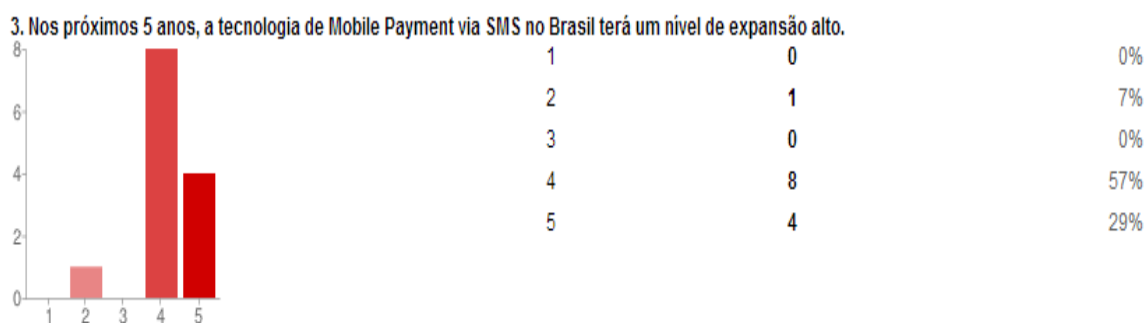 3. Nos próximos 5 anos, a tecnologia de Mobile Payment via SMS no Brasil terá um nível de expansão alto.
8
6
4
2
0
1 2 3 4 5
1 0 0%
2 1 7%
3 0 0%
4 8 57%
5 4 29%